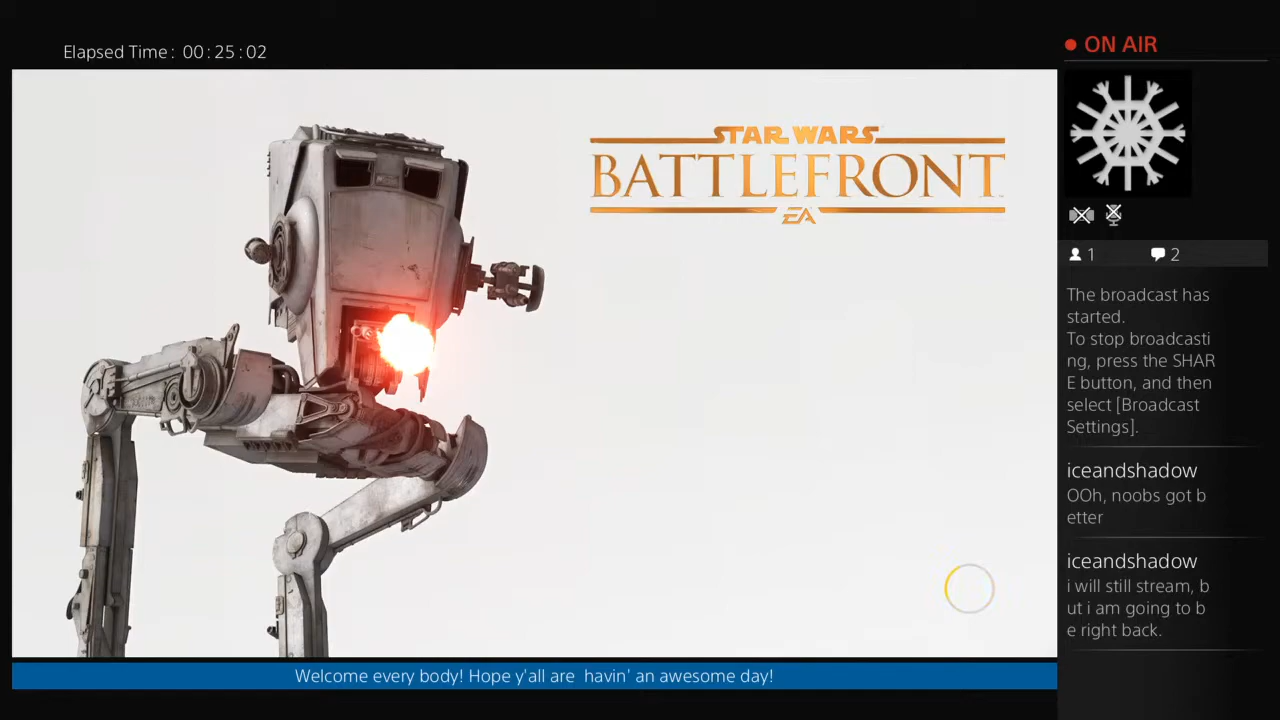 Elapsed Time: 00:25:02
ON AIR
STAR WARS
BATTLEFRONT
EA
1 2
The broadcast has
started.
To stop broadcasti
ng, press the SHAR
E button, and then
select [Broadcast
Settings].
iceandshadow
OOh, noobs got b
etter
iceandshadow
i will still stream, b
ut i am going to b
e right back.
Welcome every body! Hope y'all are  havin' an awesome day!